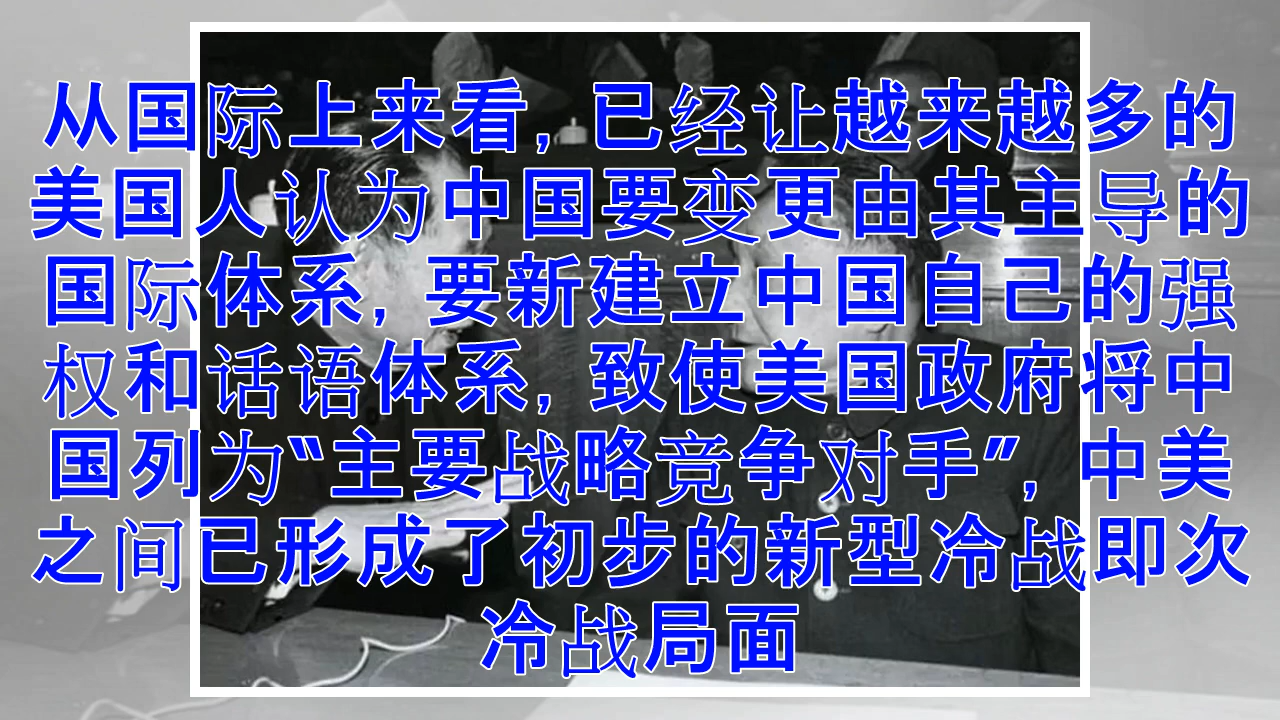 从国际上来看，已经让越来越多的
美国人认为中国要变更由其主导的
国际体系，要新建立中国自己的强
权和话语体系，致使美国政府将中
国列为“主要战略竞争对手”，中美
之间已形成了初步的新型冷战即次
冷战局面